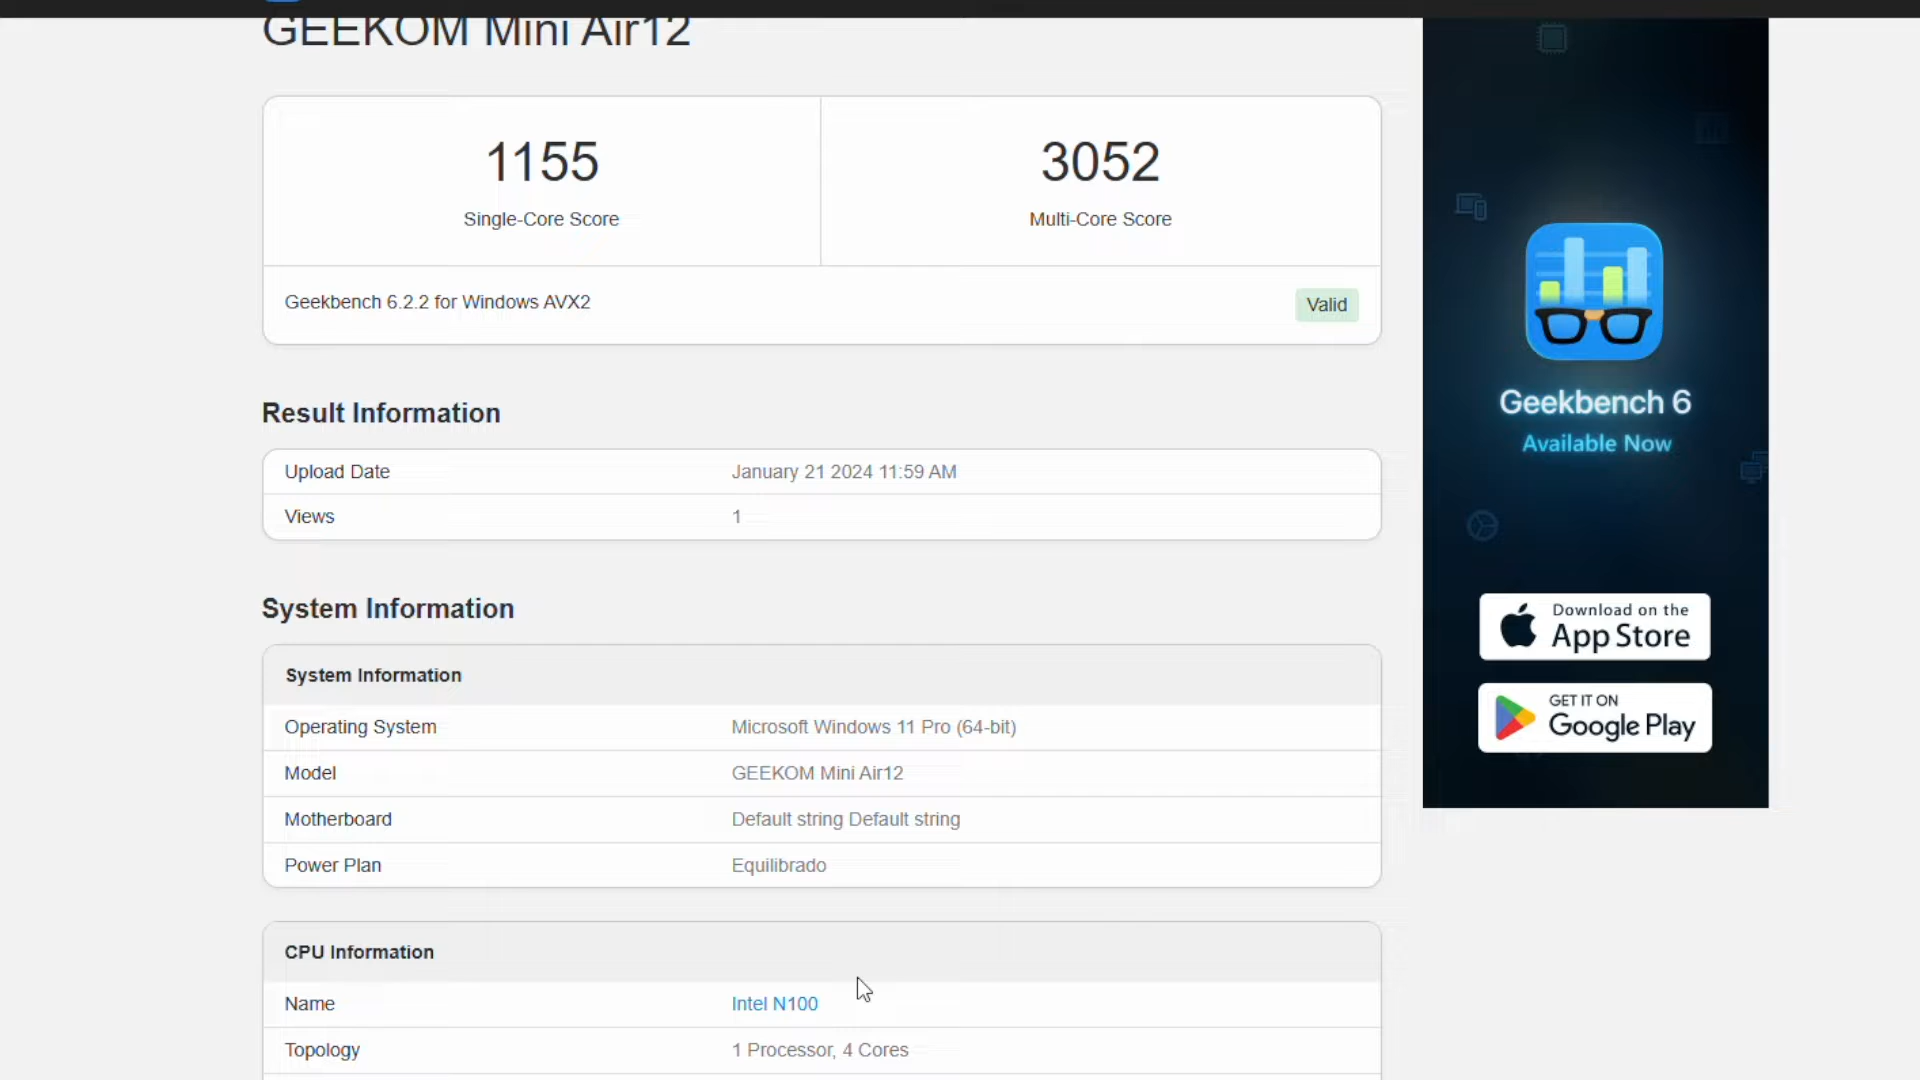 GEEKOM Mini Air12
1155
Single-Core Score
3052
Multi-Core Score
Geekbench 6.2.2 for Windows AVX2
Valid
Result Information
Upload Date January 21 2024 11:59 AM
Views 1
System Information
System Information
Operating System Microsoft Windows 11 Pro (64-bit)
Model GEEKOM Mini Air12
Motherboard Default string Default string
Power Plan Equilibrado
CPU Information
Name Intel N100
Topology 1 Processor, 4 Cores
Geekbench 6
Available Now
Download on the
App Store
GET IT ON
Google Play